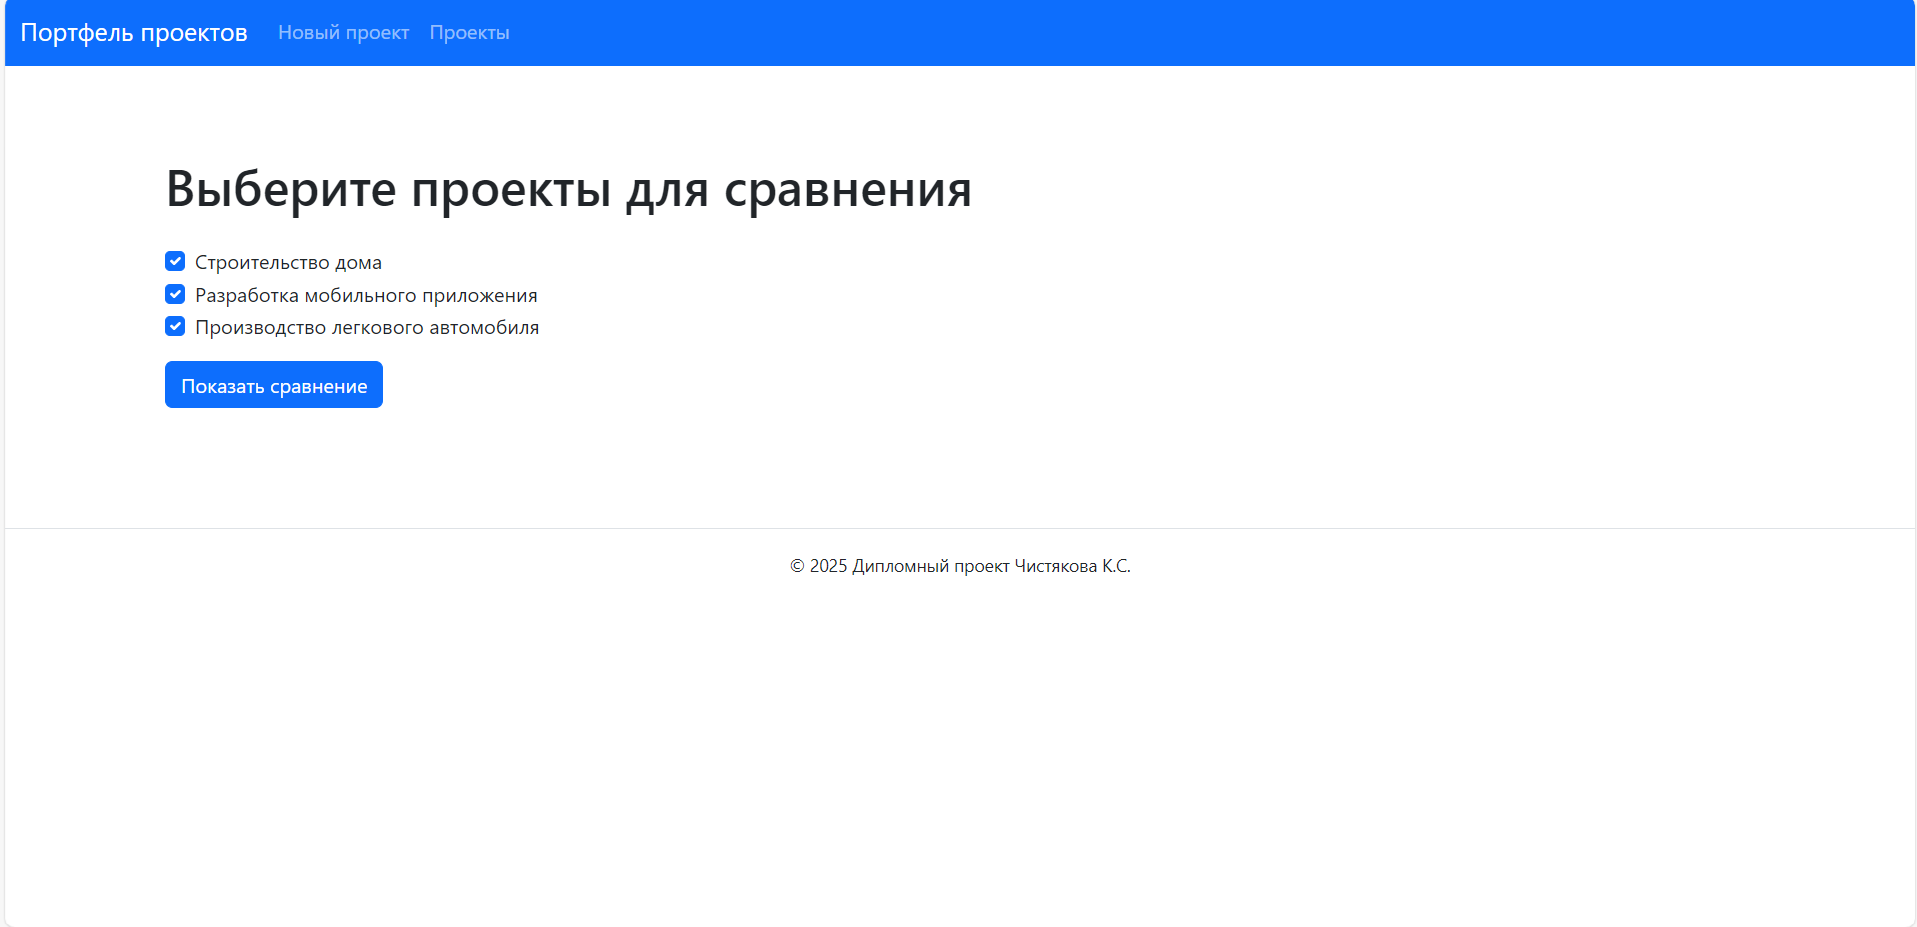 Портфель проектов Новый проект Проекты
Выберите проекты для сравнения
Строительство дома
Разработка мобильного приложения
Производство легкового автомобиля
Показать сравнение
© 2025 Дипломный проект Чистякова К.С.